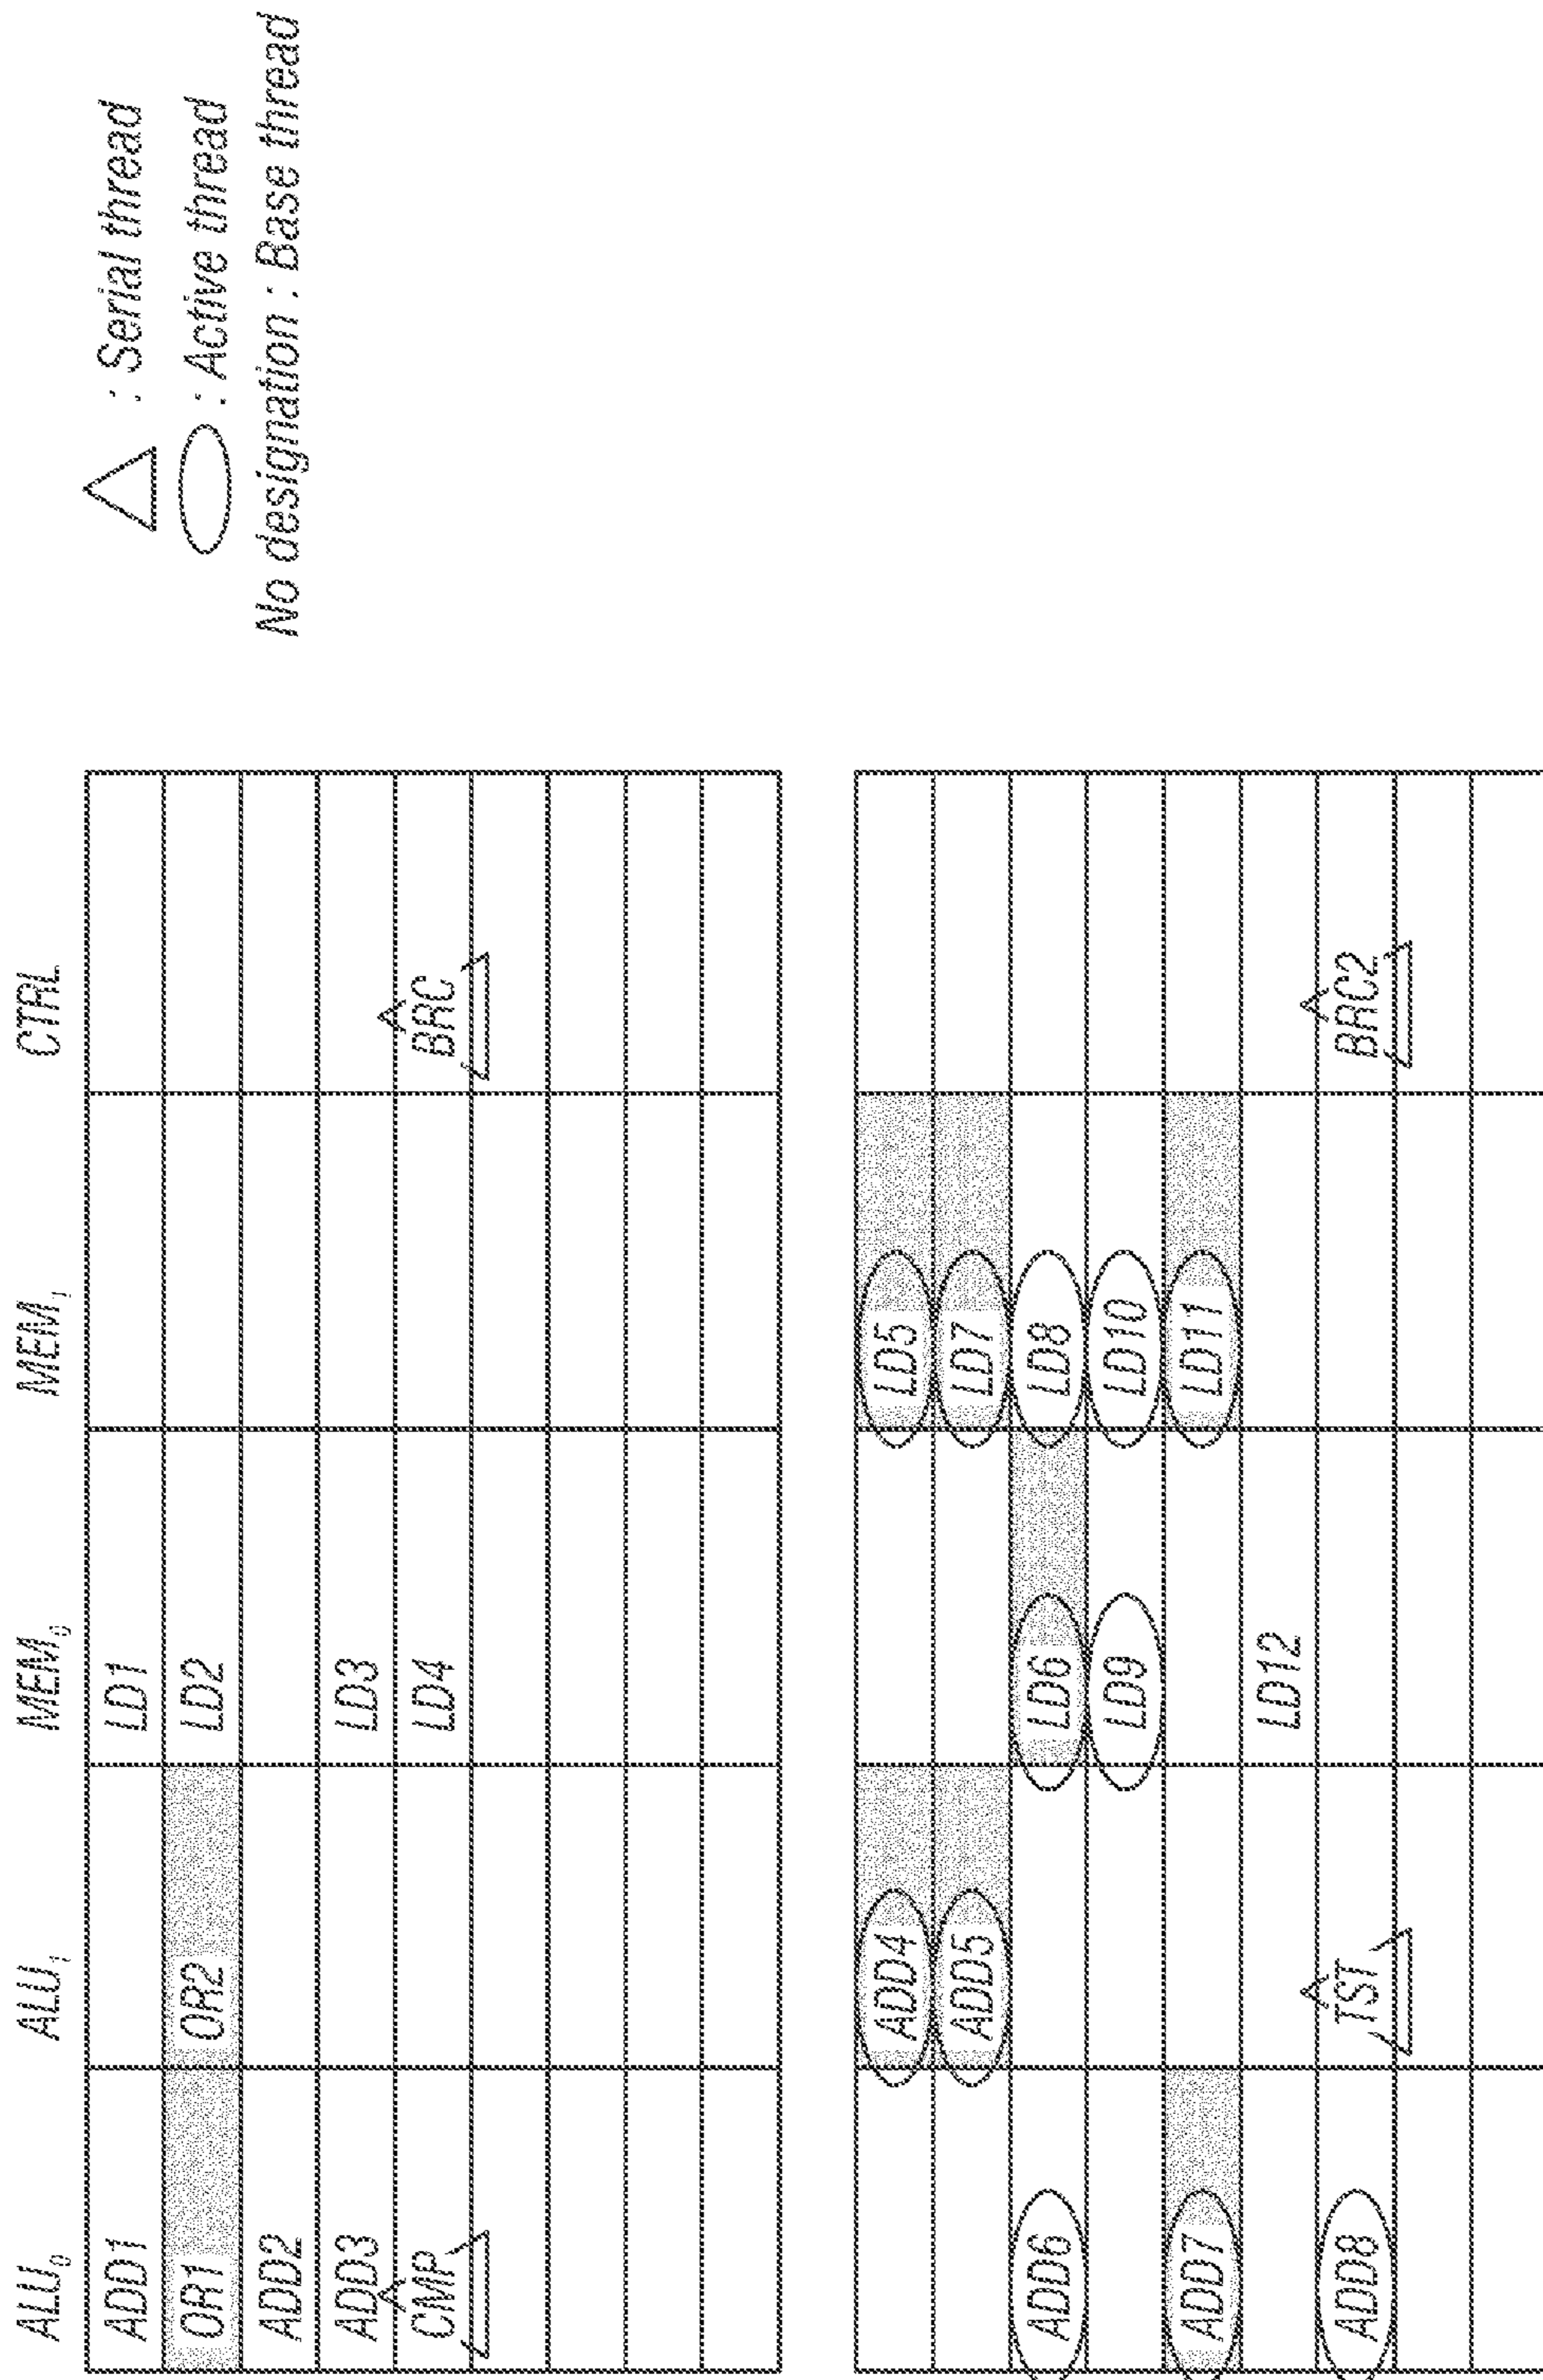 △ : Serial thread
○ : Active thread
No designation : Base thread
ALU₀ ALU₁ MEM₀ MEM₁ CTRL
ADD1 LD1
OR1 OR2 LD2
ADD2
ADD3 LD3
CMP LD4 BRC
ADD4 LD5
ADD5 LD7
ADD6 LD6 LD8
LD9 LD10
ADD7 LD11
LD12
ADD8 TST BRC2